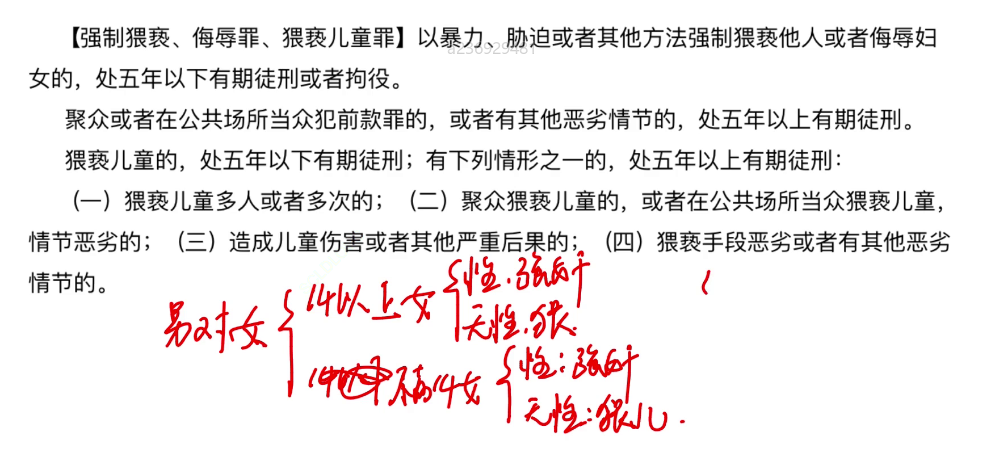 【强制猥亵、侮辱罪、猥亵儿童罪】以暴力、胁迫或者其他方法强制猥亵他人或者侮辱妇
女的，处五年以下有期徒刑或者拘役。
聚众或者在公共场所当众犯前款罪的，或者有其他恶劣情节的，处五年以上有期徒刑。
猥亵儿童的，处五年以下有期徒刑；有下列情形之一的，处五年以上有期徒刑：
（一）猥亵儿童多人或者多次的；（二）聚众猥亵儿童的，或者在公共场所当众猥亵儿童，
情节恶劣的；（三）造成儿童伤害或者其他严重后果的；（四）猥亵手段恶劣或者有其他恶劣
情节的。
男对女
14以上女
性.强奸
无性.猥
不满14女
性：强奸
无性：猥儿.